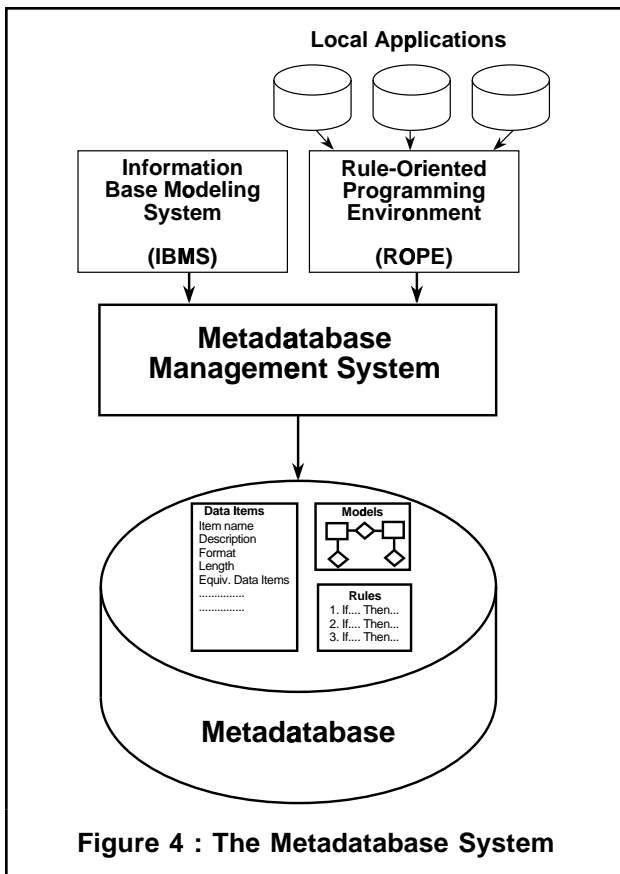 Local Applications
Information
Base Modeling
System
(IBMS)
Rule-Oriented
Programming
Environment
(ROPE)
Metadatabase
Management System
Data Items
Item name
Description
Format
Length
Equiv. Data Items
...............
...............
Models
Rules
1. If.... Then...
2. If.... Then...
3. If.... Then...
Metadatabase
Figure 4 : The Metadatabase System